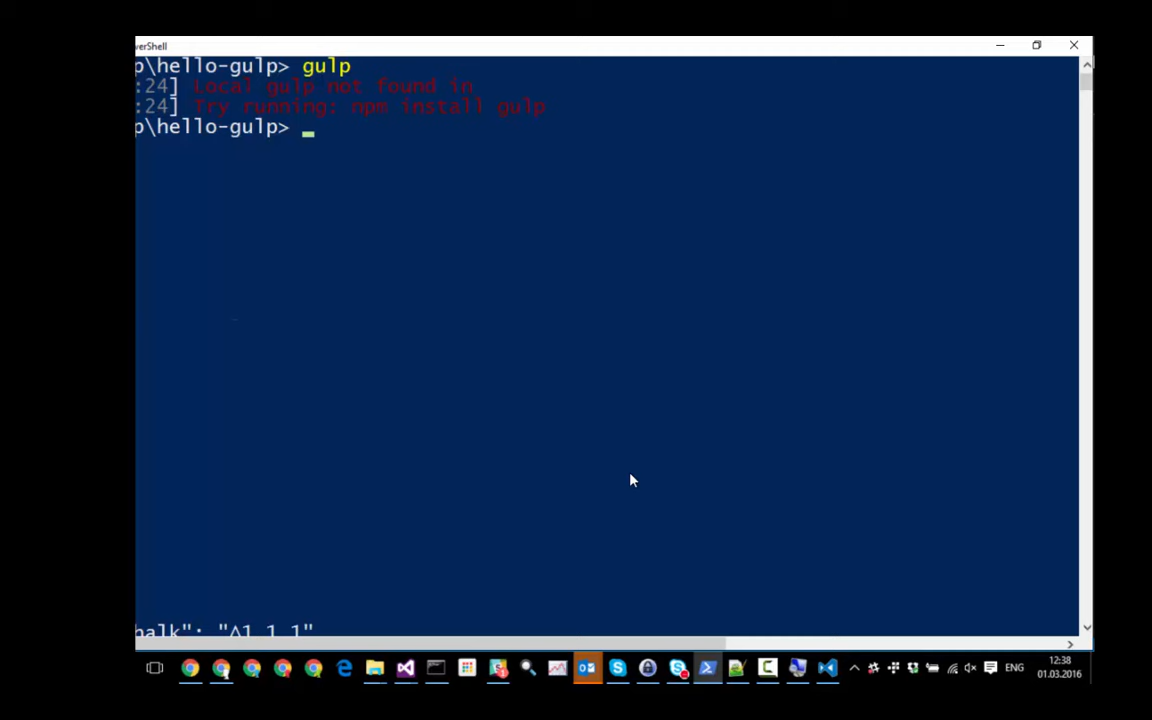 erShell
p\hello-gulp> gulp
:24] Local gulp not found in
:24] Try running: npm install gulp
p\hello-gulp>
halk": "^1.1.1"
ENG
12:38
01.03.2016